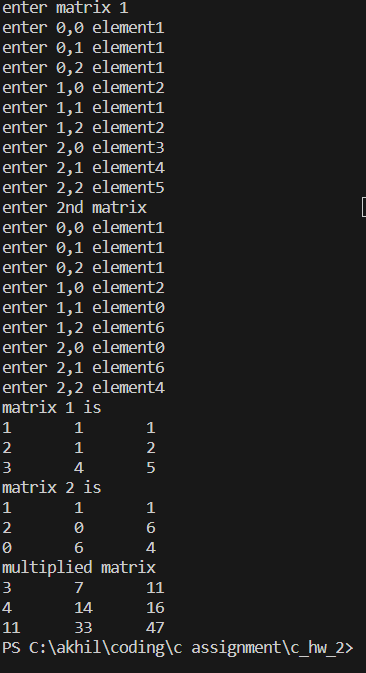 enter matrix 1
enter 0,0 element1
enter 0,1 element1
enter 0,2 element1
enter 1,0 element2
enter 1,1 element1
enter 1,2 element2
enter 2,0 element3
enter 2,1 element4
enter 2,2 element5
enter 2nd matrix
enter 0,0 element1
enter 0,1 element1
enter 0,2 element1
enter 1,0 element2
enter 1,1 element0
enter 1,2 element6
enter 2,0 element0
enter 2,1 element6
enter 2,2 element4
matrix 1 is
1 1 1
2 1 2
3 4 5
matrix 2 is
1 1 1
2 0 6
0 6 4
multiplied matrix
3 7 11
4 14 16
11 33 47
PS C:\akhil\coding\c assignment\c_hw_2>